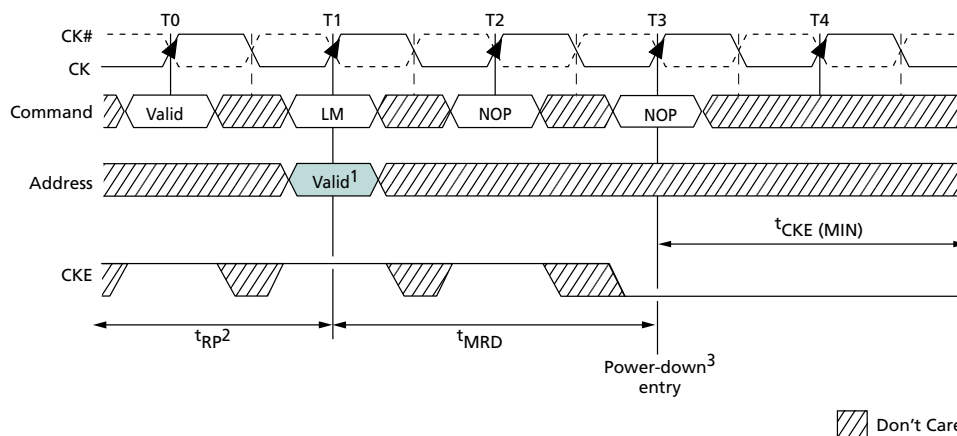 T0 T1 T2 T3 T4
CK#
CK
Command Valid LM NOP NOP
Address Valid1
tCKE (MIN)
CKE
tRP2 tMRD
Power-down3
entry
Don't Care